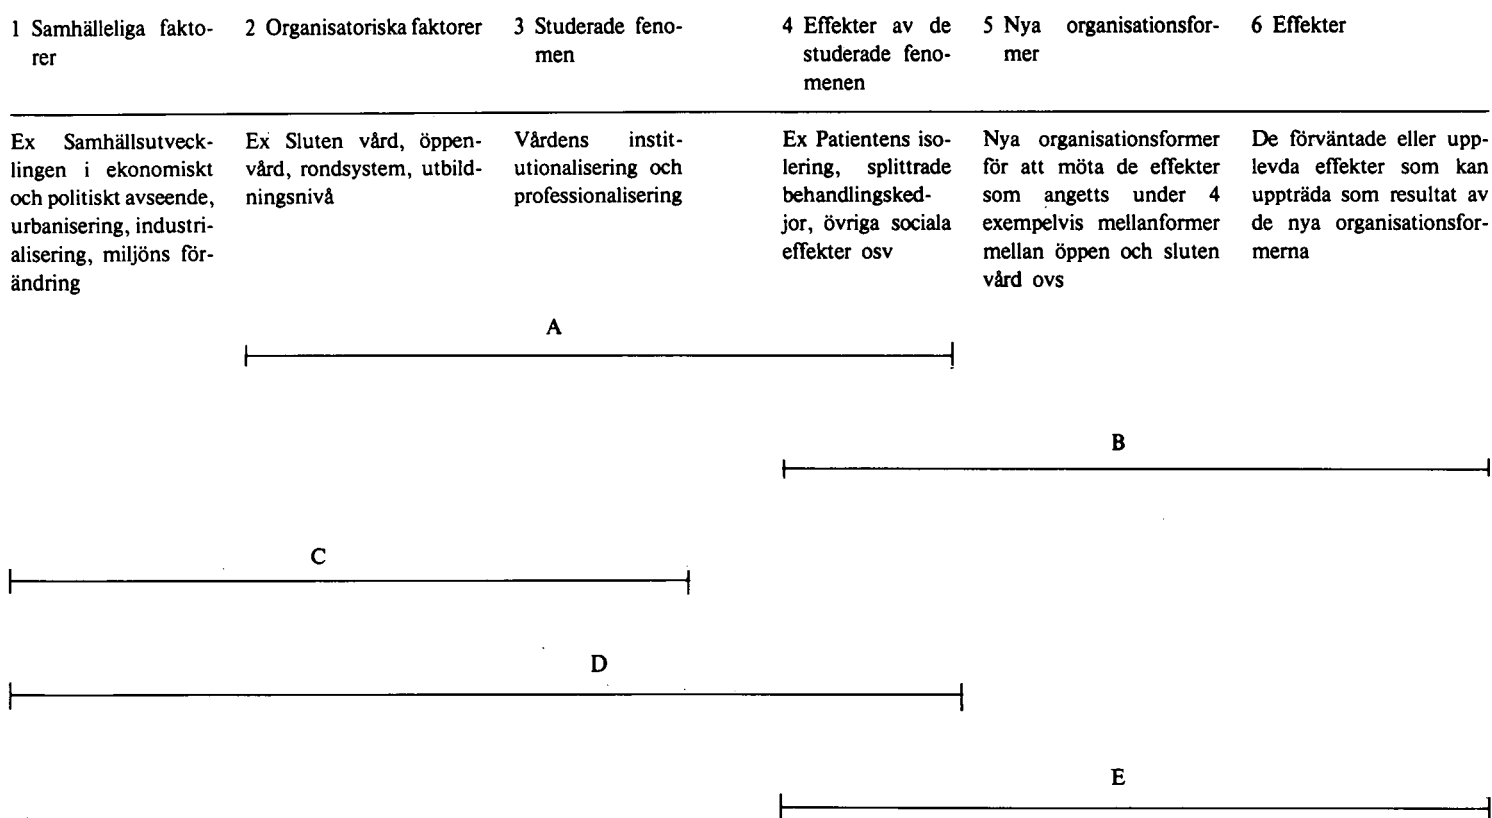 1 Samhälleliga fakto-
rer
2 Organisatoriska faktorer
3 Studerade feno-
men
4 Effekter av de
studerade feno-
menen
5 Nya organisationsfor-
mer
6 Effekter
Ex Samhällsutveck-
lingen i ekonomiskt
och politiskt avseende,
urbanisering, industri-
alisering, miljöns för-
ändring
Ex Sluten vård, öppen-
vård, rondsystem, utbild-
ningsnivå
Vårdens instit-
utionalisering och
professionalisering
Ex Patientens iso-
lering, splittrade
behandlingsked-
jor, övriga sociala
effekter osv
Nya organisationsformer
för att möta de effekter
som angetts under 4
exempelvis mellanformer
mellan öppen och sluten
vård ovs
De förväntade eller upp-
levda effekter som kan
uppträda som resultat av
de nya organisationsfor-
merna
A
B
C
D
E